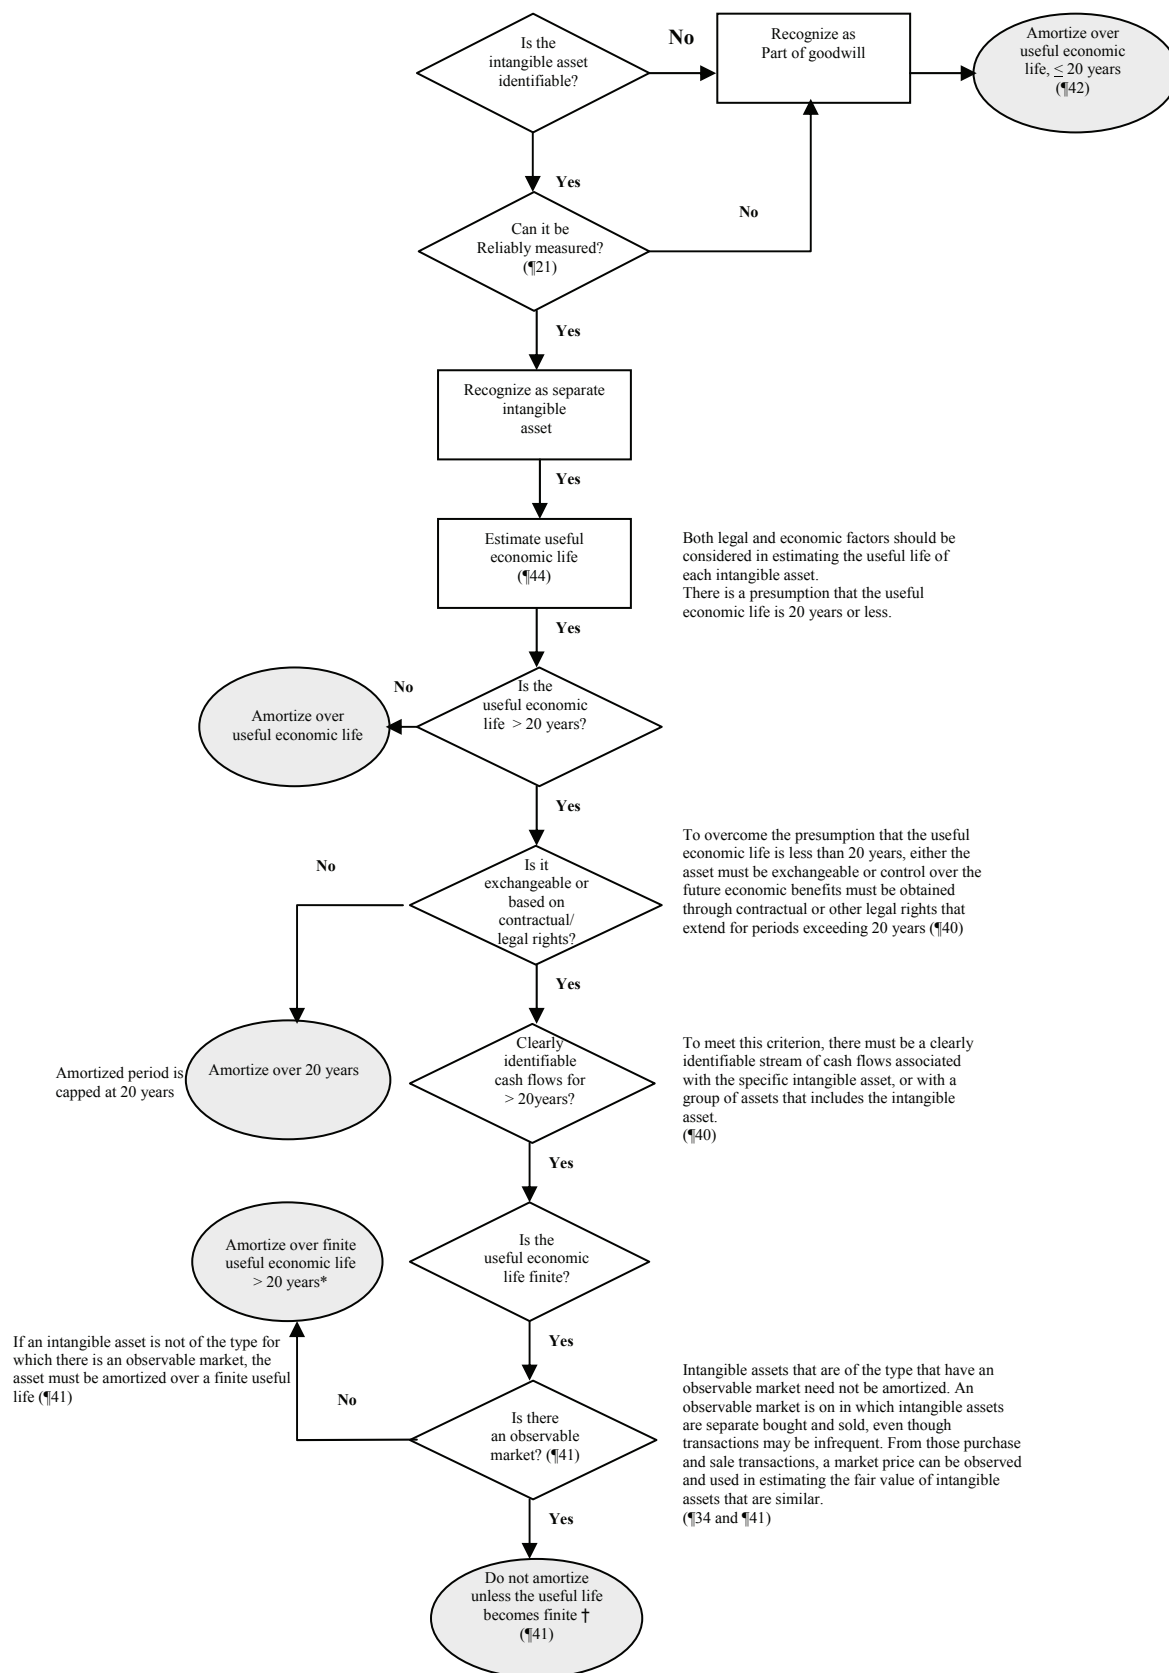 Is the
intangible asset
identifiable?
No
Recognize as
Part of goodwill
Amortize over
useful economic
life, ≤ 20 years
(¶42)
Yes
Can it be
Reliably measured?
(¶21)
No
Yes
Recognize as separate
intangible
asset
Yes
Estimate useful
economic life
(¶44)
Both legal and economic factors should be
considered in estimating the useful life of
each intangible asset.
There is a presumption that the useful
economic life is 20 years or less.
Yes
Is the
useful economic
life > 20 years?
No
Amortize over
useful economic life
Yes
To overcome the presumption that the useful
economic life is less than 20 years, either the
asset must be exchangeable or control over the
future economic benefits must be obtained
through contractual or other legal rights that
extend for periods exceeding 20 years (¶40)
No
Is it
exchangeable or
based on
contractual/
legal rights?
Yes
Amortized period is
capped at 20 years
Amortize over 20 years
Clearly
identifiable
cash flows for
> 20years?
To meet this criterion, there must be a clearly
identifiable stream of cash flows associated
with the specific intangible asset, or with a
group of assets that includes the intangible
asset.
(¶40)
Yes
Amortize over finite
useful economic life
> 20 years*
Is the
useful economic
life finite?
Yes
If an intangible asset is not of the type for
which there is an observable market, the
asset must be amortized over a finite useful
life (¶41)
No
Is there
an observable
market? (¶41)
Intangible assets that are of the type that have an
observable market need not be amortized. An
observable market is on in which intangible assets
are separate bought and sold, even though
transactions may be infrequent. From those purchase
and sale transactions, a market price can be observed
and used in estimating the fair value of intangible
assets that are similar.
(¶34 and ¶41)
Yes
Do not amortize
unless the useful life
becomes finite †
(¶41)